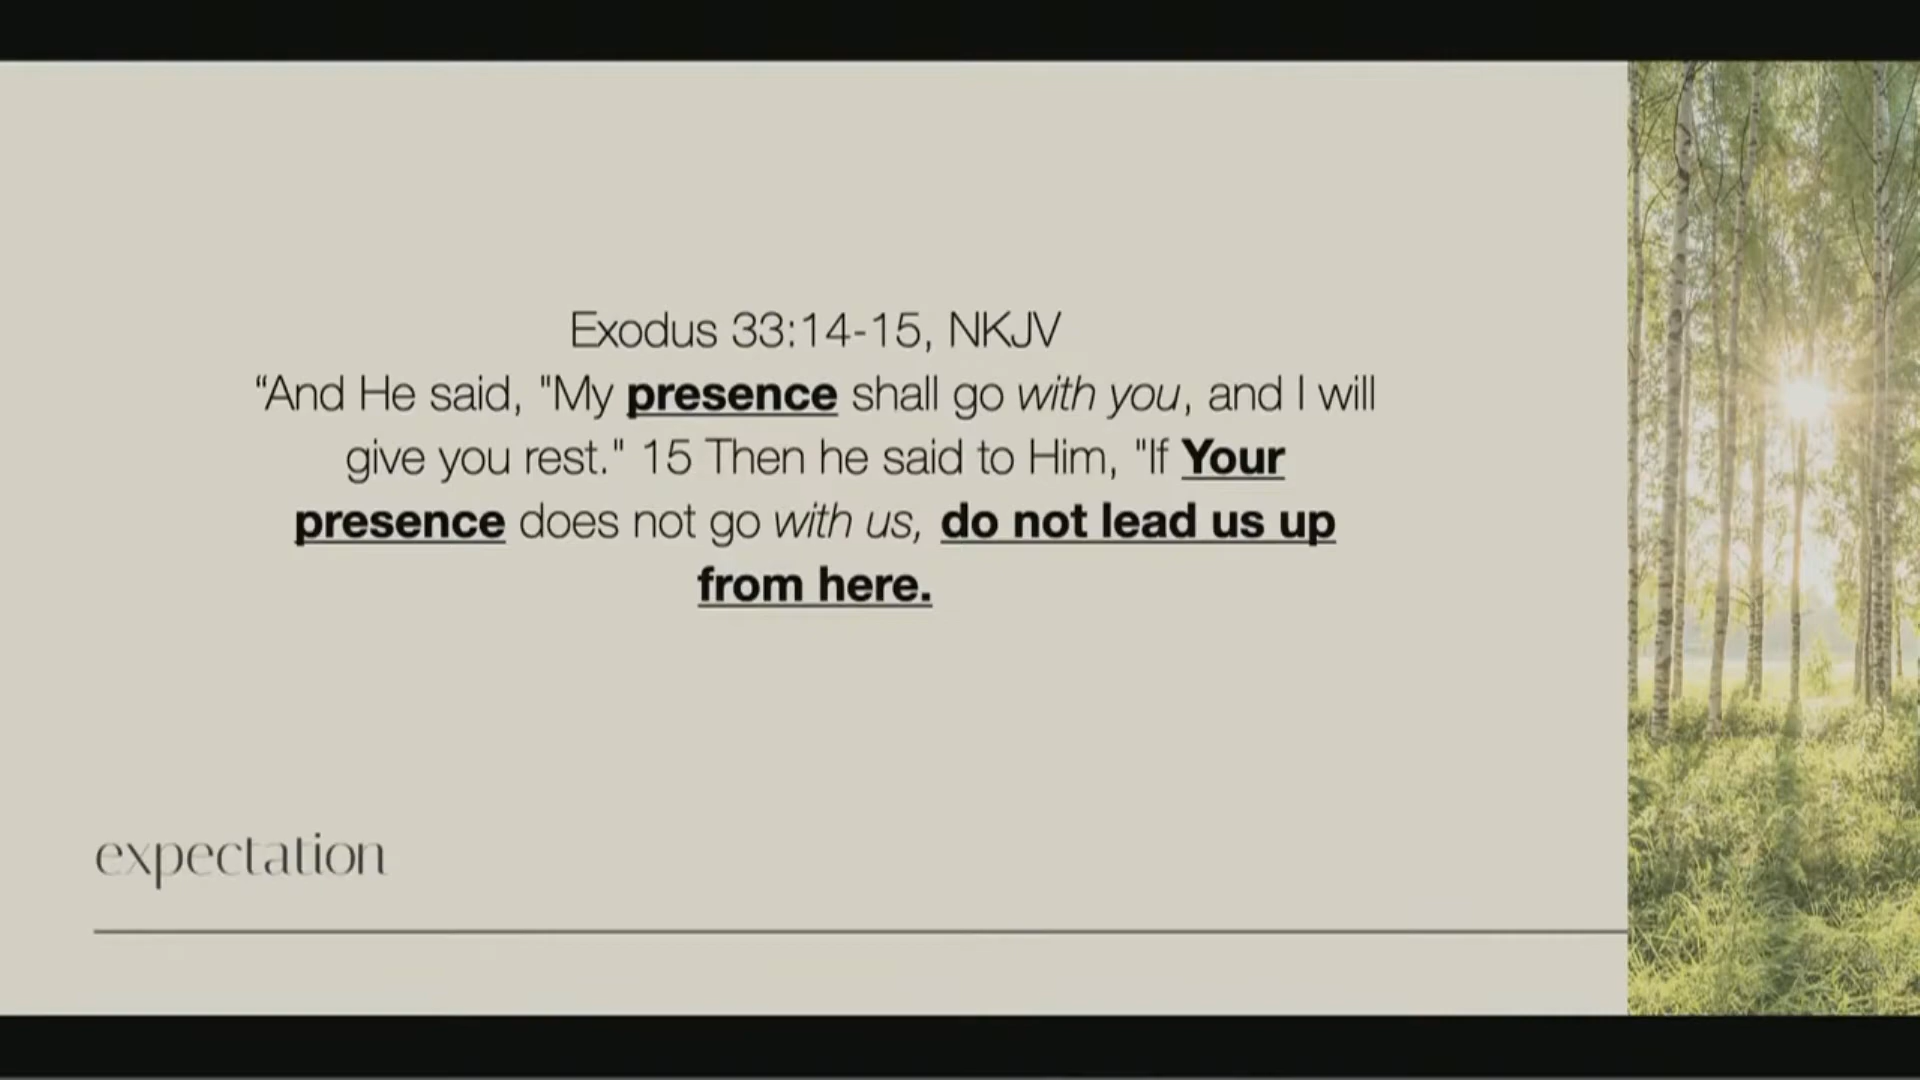 Exodus 33:14-15, NKJV
“And He said, "My presence shall go with you, and I will
give you rest." 15 Then he said to Him, "If Your
presence does not go with us, do not lead us up
from here.
expectation